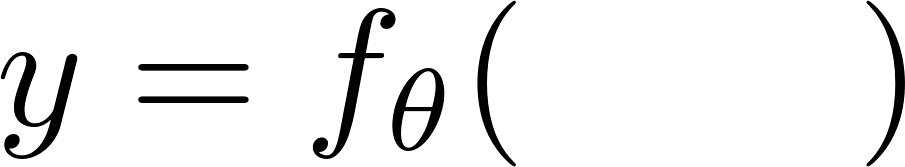 y = f_θ(          )